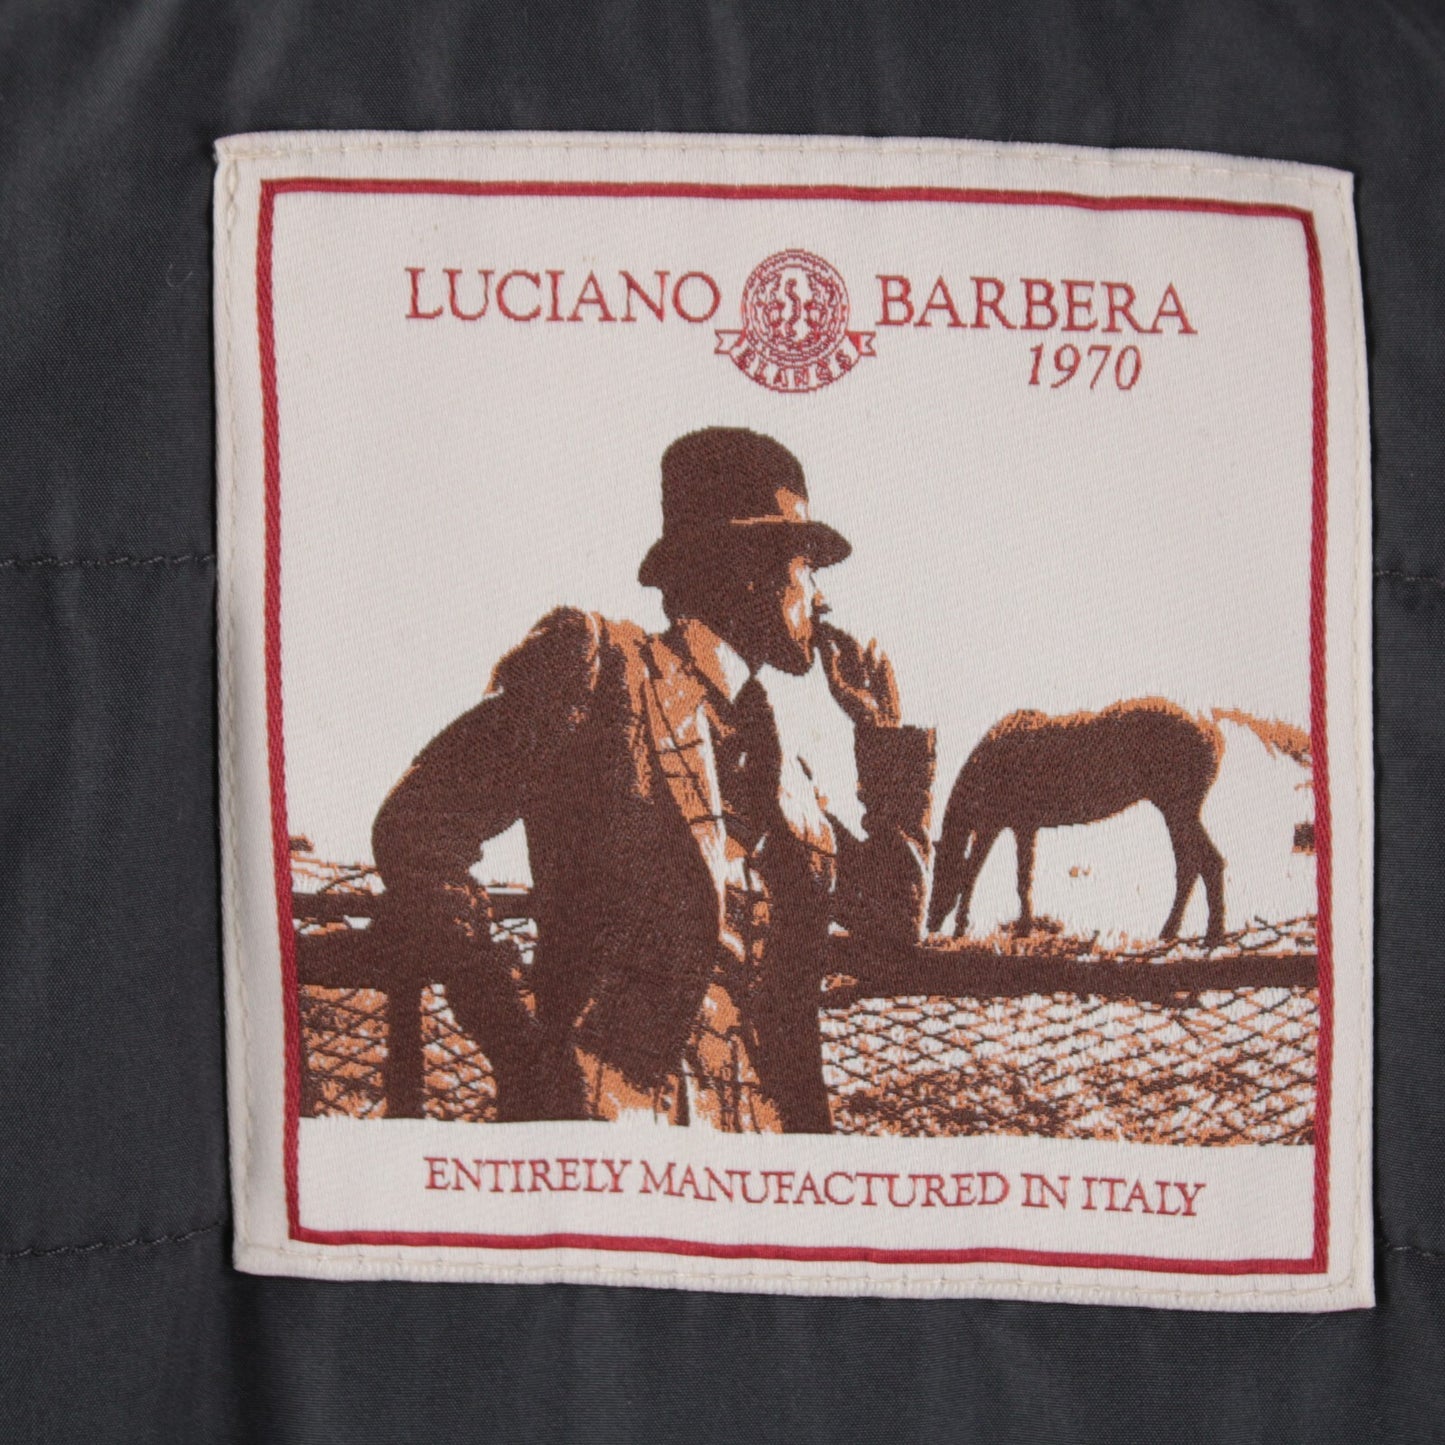 LUCIANO BARBERA
1970
ENTIRELY MANUFACTURED IN ITALY